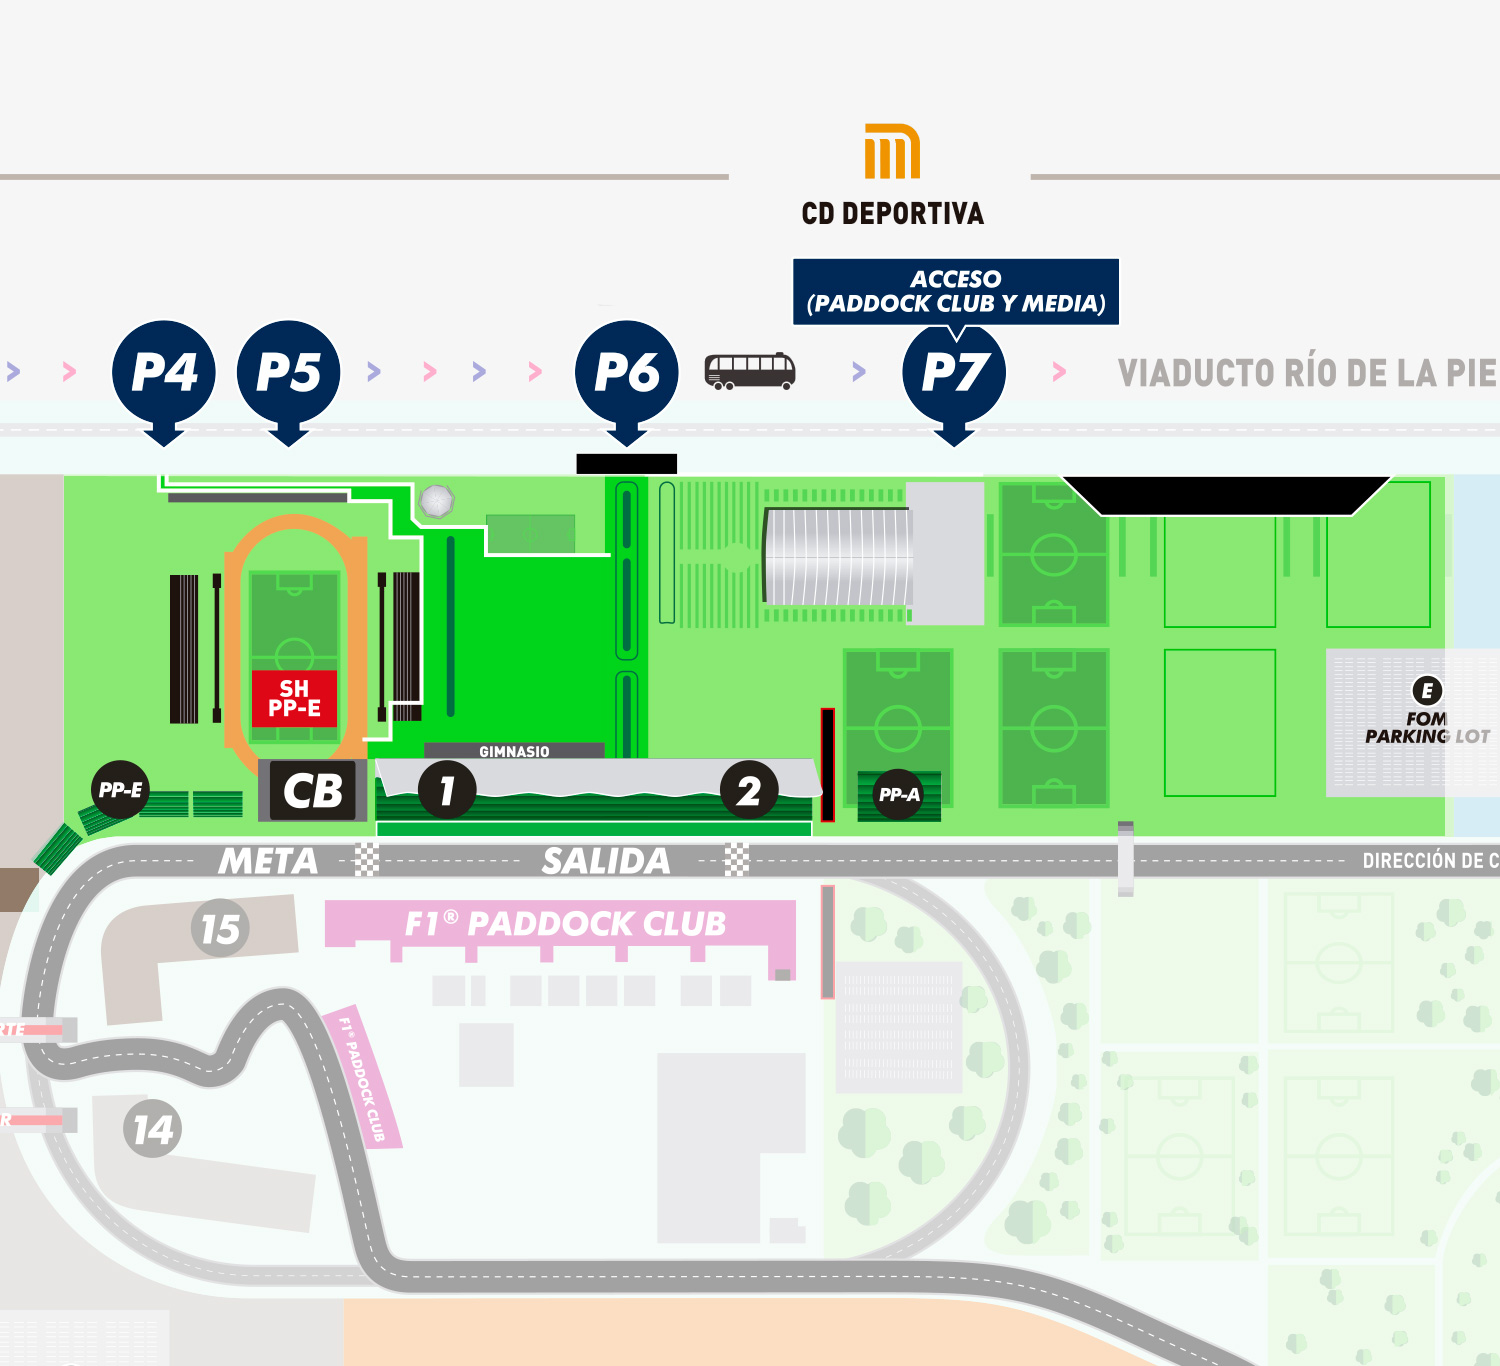 CD DEPORTIVA
ACCESO
(PADDOCK CLUB Y MEDIA)
P4
P5
P6
P7
VIADUCTO RÍO DE LA PIE
SH
PP-E
E
FOM
PARKING LOT
GIMNASIO
PP-E
CB
1
2
PP-A
META
SALIDA
DIRECCIÓN DE C
15
F1® PADDOCK CLUB
RTE
F1® PADDOCK CLUB
R
14